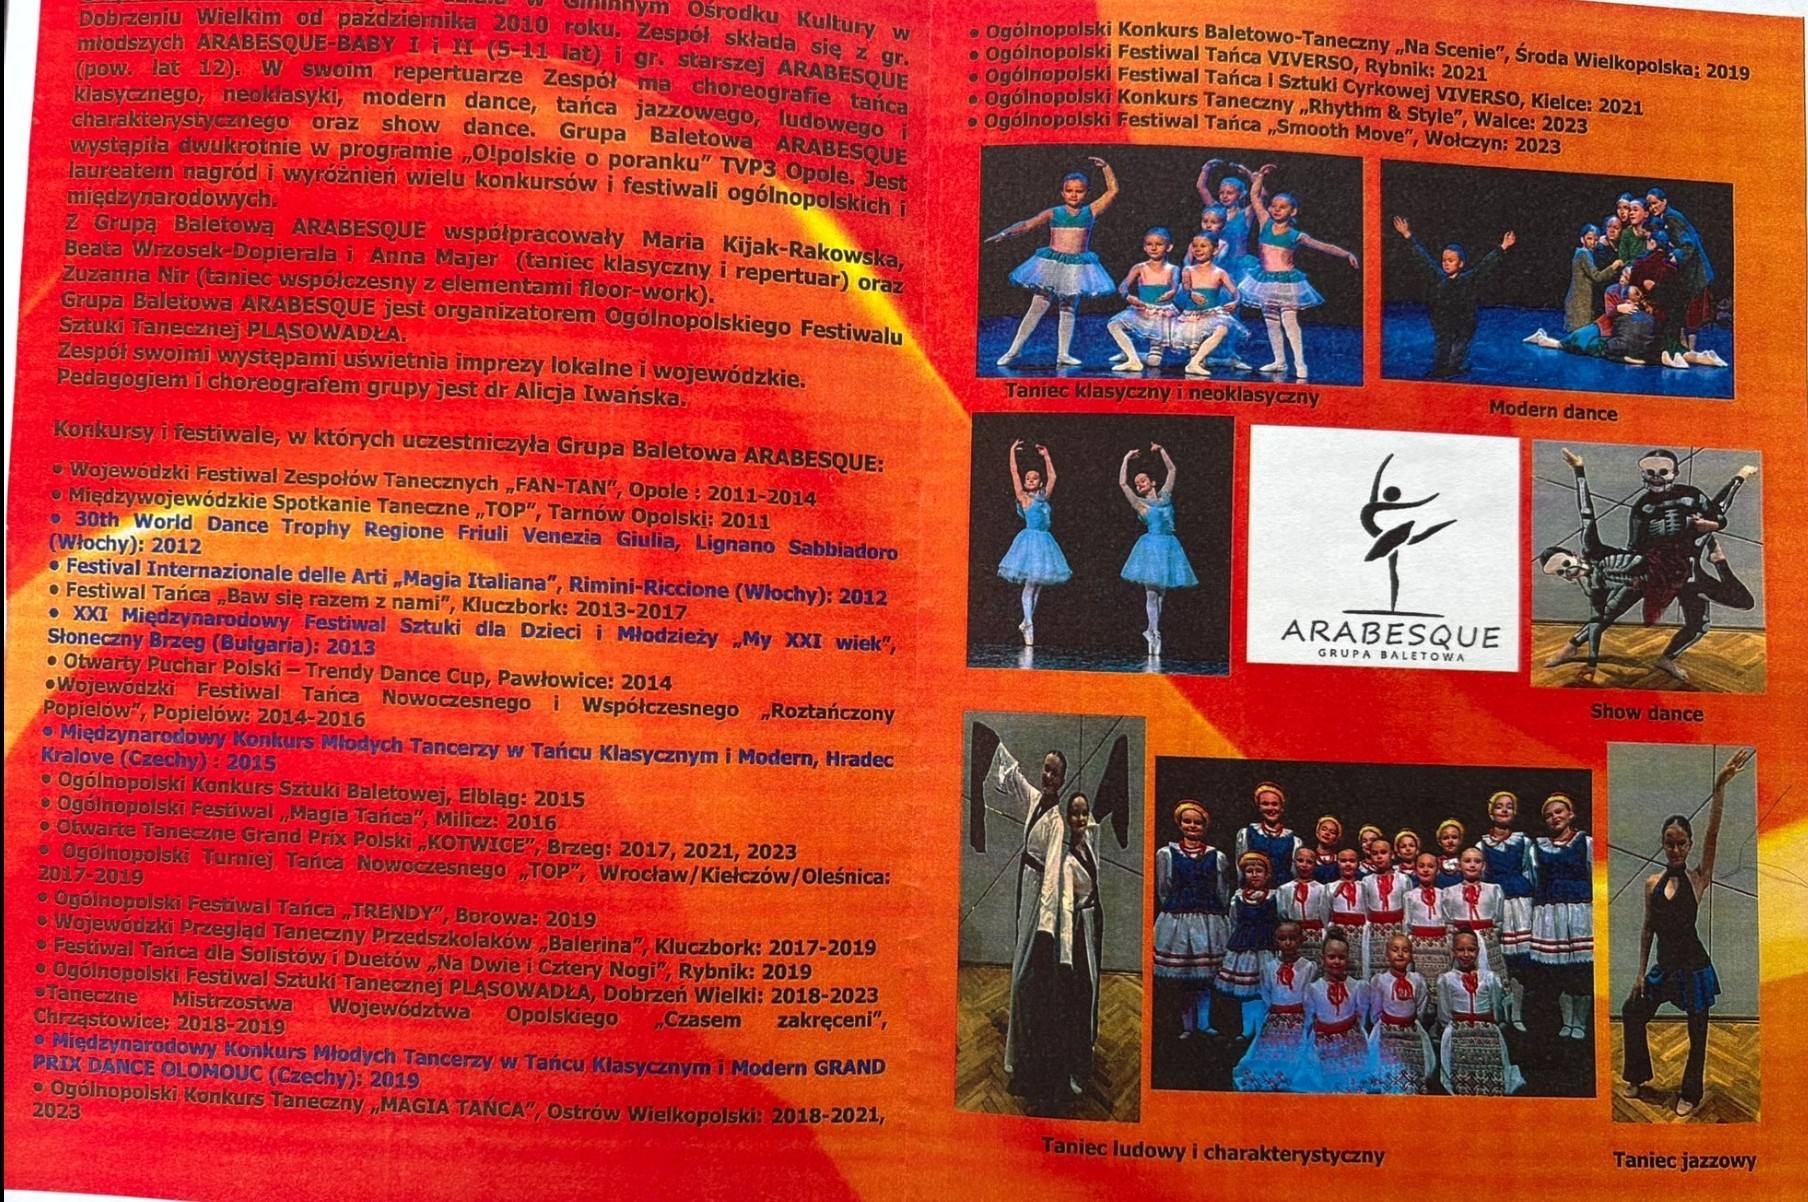 w Gminnym Ośrodku Kultury w
Dobrzeniu Wielkim od października 2010 roku. Zespół składa się z gr.
młodszych ARABESQUE-BABY I i II (5-11 lat) i gr. starszej ARABESQUE
(pow. lat 12). W swoim repertuarze Zespół ma choreografie tańca
klasycznego, neoklasyki, modern dance, tańca jazzowego, ludowego i
charakterystycznego oraz show dance. Grupa Baletowa ARABESQUE
wystąpiła dwukrotnie w programie „O!polskie o poranku” TVP3 Opole. Jest
laureatem nagród i wyróżnień wielu konkursów i festiwali ogólnopolskich i
międzynarodowych.
Z Grupą Baletową ARABESQUE współpracowały Maria Kijak-Rakowska,
Beata Wrzosek-Dopierala i Anna Majer (taniec klasyczny i repertuar) oraz
Zuzanna Nir (taniec współczesny z elementami floor-work).
Grupa Baletowa ARABESQUE jest organizatorem Ogólnopolskiego Festiwalu
Sztuki Tanecznej PLĄSOWADŁA.
Zespół swoimi występami uświetnia imprezy lokalne i wojewódzkie.
Pedagogiem i choreografem grupy jest dr Alicja Iwańska.
Konkursy i festiwale, w których uczestniczyła Grupa Baletowa ARABESQUE:
• Wojewódzki Festiwal Zespołów Tanecznych „FAN-TAN”, Opole : 2011-2014
• Międzywojewódzkie Spotkanie Taneczne „TOP”, Tarnów Opolski: 2011
• 30th World Dance Trophy Regione Friuli Venezia Giulia, Lignano Sabbiadoro
(Włochy): 2012
• Festival Internazionale delle Arti „Magia Italiana”, Rimini-Riccione (Włochy): 2012
• Festiwal Tańca „Baw się razem z nami”, Kluczbork: 2013-2017
• XXI Międzynarodowy Festiwal Sztuki dla Dzieci i Młodzieży „My XXI wiek”,
Słoneczny Brzeg (Bułgaria): 2013
• Otwarty Puchar Polski – Trendy Dance Cup, Pawłowice: 2014
•Wojewódzki Festiwal Tańca Nowoczesnego i Współczesnego „Roztańczony
Popielów”, Popielów: 2014-2016
• Międzynarodowy Konkurs Młodych Tancerzy w Tańcu Klasycznym i Modern, Hradec
Kralove (Czechy) : 2015
• Ogólnopolski Konkurs Sztuki Baletowej, Elbląg: 2015
• Ogólnopolski Festiwal „Magia Tańca”, Milicz: 2016
• Otwarte Taneczne Grand Prix Polski „KOTWICE”, Brzeg: 2017, 2021, 2023
• Ogólnopolski Turniej Tańca Nowoczesnego „TOP”, Wrocław/Kiełczów/Oleśnica:
2017-2019
• Ogólnopolski Festiwal Tańca „TRENDY”, Borowa: 2019
• Wojewódzki Przegląd Taneczny Przedszkolaków „Balerina”, Kluczbork: 2017-2019
• Festiwal Tańca dla Solistów i Duetów „Na Dwie i Cztery Nogi”, Rybnik: 2019
• Ogólnopolski Festiwal Sztuki Tanecznej PLĄSOWADŁA, Dobrzeń Wielki: 2018-2023
•Taneczne Mistrzostwa Województwa Opolskiego „Czasem zakręceni”,
Chrząstowice: 2018-2019
• Międzynarodowy Konkurs Młodych Tancerzy w Tańcu Klasycznym i Modern GRAND
PRIX DANCE OLOMOUC (Czechy): 2019
• Ogólnopolski Konkurs Taneczny „MAGIA TAŃCA”, Ostrów Wielkopolski: 2018-2021,
2023
• Ogólnopolski Konkurs Baletowo-Taneczny „Na Scenie”, Środa Wielkopolska; 2019
• Ogólnopolski Festiwal Tańca VIVERSO, Rybnik: 2021
• Ogólnopolski Festiwal Tańca i Sztuki Cyrkowej VIVERSO, Kielce: 2021
• Ogólnopolski Konkurs Taneczny „Rhythm & Style”, Walce: 2023
• Ogólnopolski Festiwal Tańca „Smooth Move”, Wołczyn: 2023
Taniec klasyczny i neoklasyczny
Modern dance
ARABESQUE
GRUPA BALETOWA
Show dance
Taniec ludowy i charakterystyczny
Taniec jazzowy